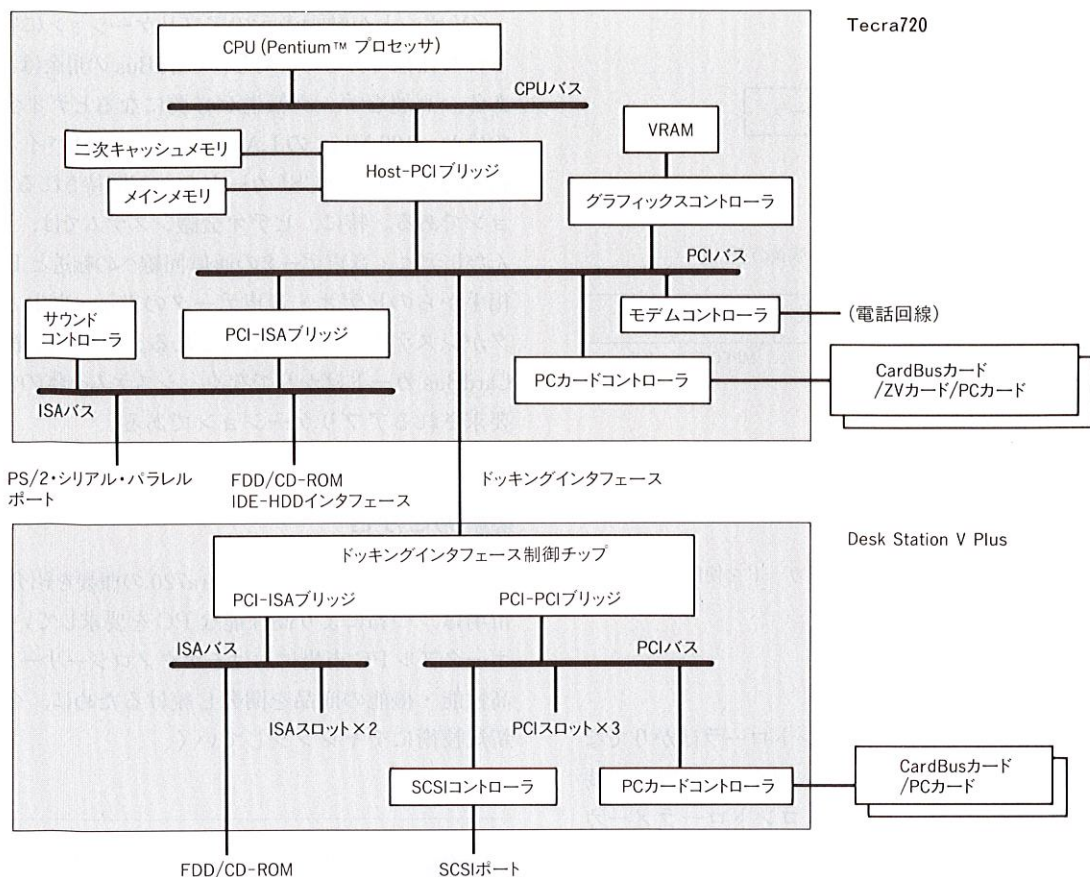 Tecra720
CPU (Pentium™ プロセッサ)
CPUバス
VRAM
二次キャッシュメモリ
Host-PCIブリッジ
メインメモリ
グラフィックスコントローラ
PCIバス
サウンド
コントローラ
PCI-ISAブリッジ
モデムコントローラ
(電話回線)
PCカードコントローラ
CardBusカード
/ZVカード/PCカード
ISAバス
PS/2・シリアル・パラレル
ポート
FDD/CD-ROM
IDE-HDDインタフェース
ドッキングインタフェース
Desk Station V Plus
ドッキングインタフェース制御チップ
PCI-ISAブリッジ
PCI-PCIブリッジ
ISAバス
PCIバス
ISAスロット×2
PCIスロット×3
SCSIコントローラ
PCカードコントローラ
CardBusカード
/PCカード
FDD/CD-ROM
SCSIポート